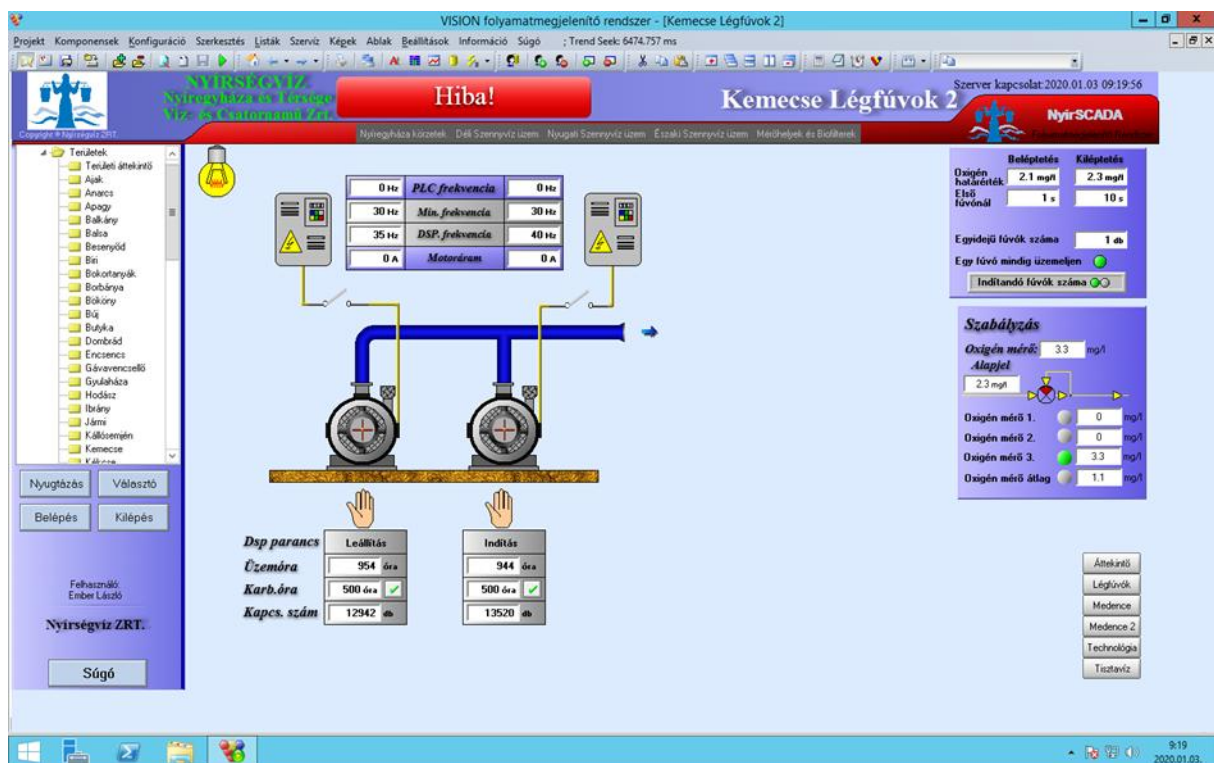 VISION folyamatmegjelenítő rendszer - [Kemecse Légfúvok 2]
Projekt Komponensek Konfiguráció Szerkesztés Listák Szerviz Képek Ablak Beállítások Információ Súgó ; Trend Seek: 6474.757 ms
NYÍRSÉGVÍZ
Nyíregyháza és Térsége
Víz- és Csatornamű Zrt.
Hiba!
Kemecse Légfúvok 2
Szerver kapcsolat:2020.01.03 09:19:56
NyírSCADA
Copyright © Nyírségvíz ZRT.
Nyíregyháza körzetek Déli Szennyvíz üzem Nyugati Szennyvíz üzem Északi Szennyvíz üzem Mérőhelyek és Biofilterek
Területek
Területi áttekintő
Ajak
Anarcs
Apagy
Balkány
Balsa
Besenyőd
Biri
Bokortanyák
Borbánya
Bököny
Búj
Butyka
Dombrád
Encsencs
Gávavencsellő
Gyulaháza
Hodász
Ibrány
Jármi
Kállósemjén
Kemecse
Nyugtázás Választó
Belépés Kilépés
Felhasználó:
Ember László
Nyírségvíz ZRT.
Súgó
0 Hz PLC frekvencia 0 Hz
30 Hz Min. frekvencia 30 Hz
35 Hz DSP. frekvencia 40 Hz
0 A Motoráram 0 A
Dsp parancs Leállítás Indítás
Üzemóra 954 óra 944 óra
Karb.óra 500 óra 500 óra
Kapcs. szám 12942 db 13520 db
Beléptetés Kiléptetés
Oxigén határérték 2.1 mg/l 2.3 mg/l
Első fúvónál 1 s 10 s
Egyidejű fúvók száma 1 db
Egy fúvó mindig üzemeljen
Indítandó fúvók száma
Szabályzás
Oxigén mérő: 3.3 mg/l
Alapjel
2.3 mg/l
Oxigén mérő 1. 0 mg/l
Oxigén mérő 2. 0 mg/l
Oxigén mérő 3. 3.3 mg/l
Oxigén mérő átlag 1.1 mg/l
Áttekintő
Légfúvók
Medence
Medence 2
Technológia
Tisztavíz
9:19
2020.01.03.